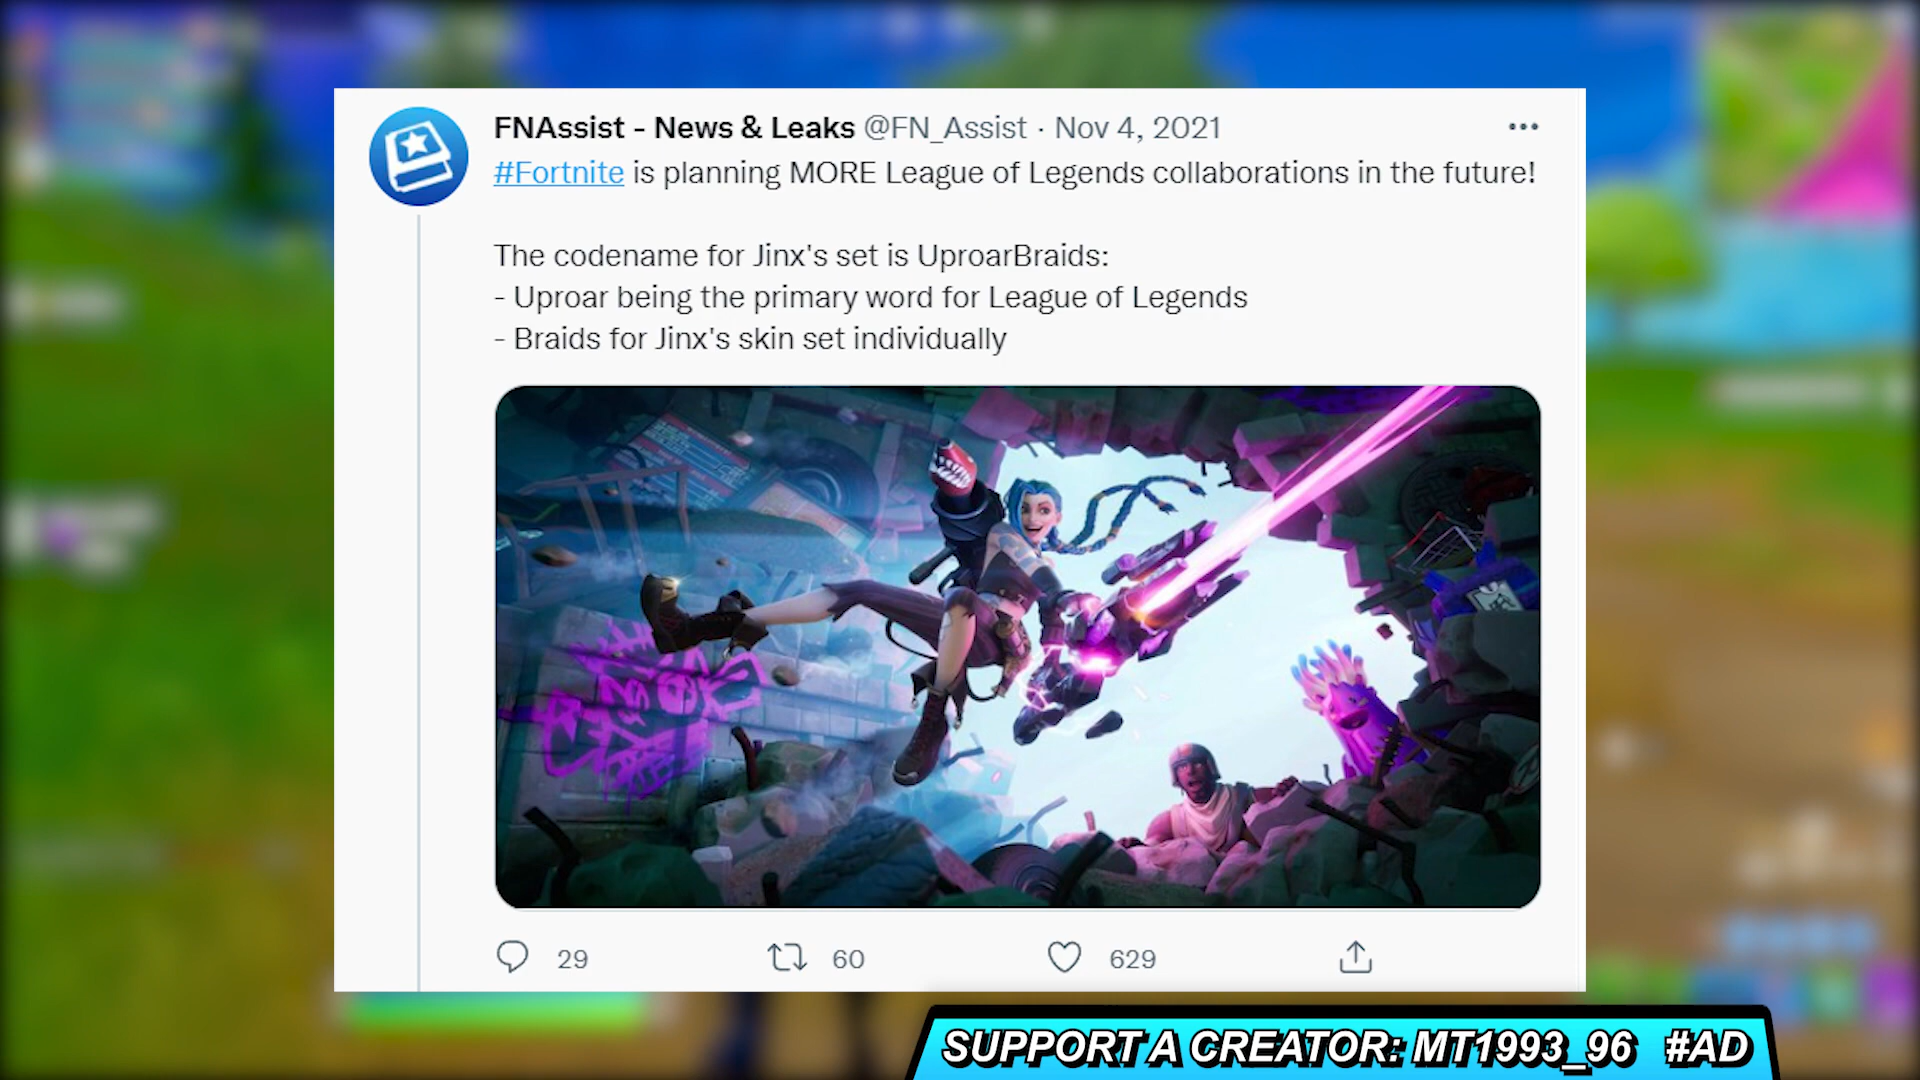 FNAssist - News & Leaks @FN_Assist · Nov 4, 2021
#Fortnite is planning MORE League of Legends collaborations in the future!
The codename for Jinx's set is UproarBraids:
- Uproar being the primary word for League of Legends
- Braids for Jinx's skin set individually
29 60 629
SUPPORT A CREATOR: MT1993_96 #AD